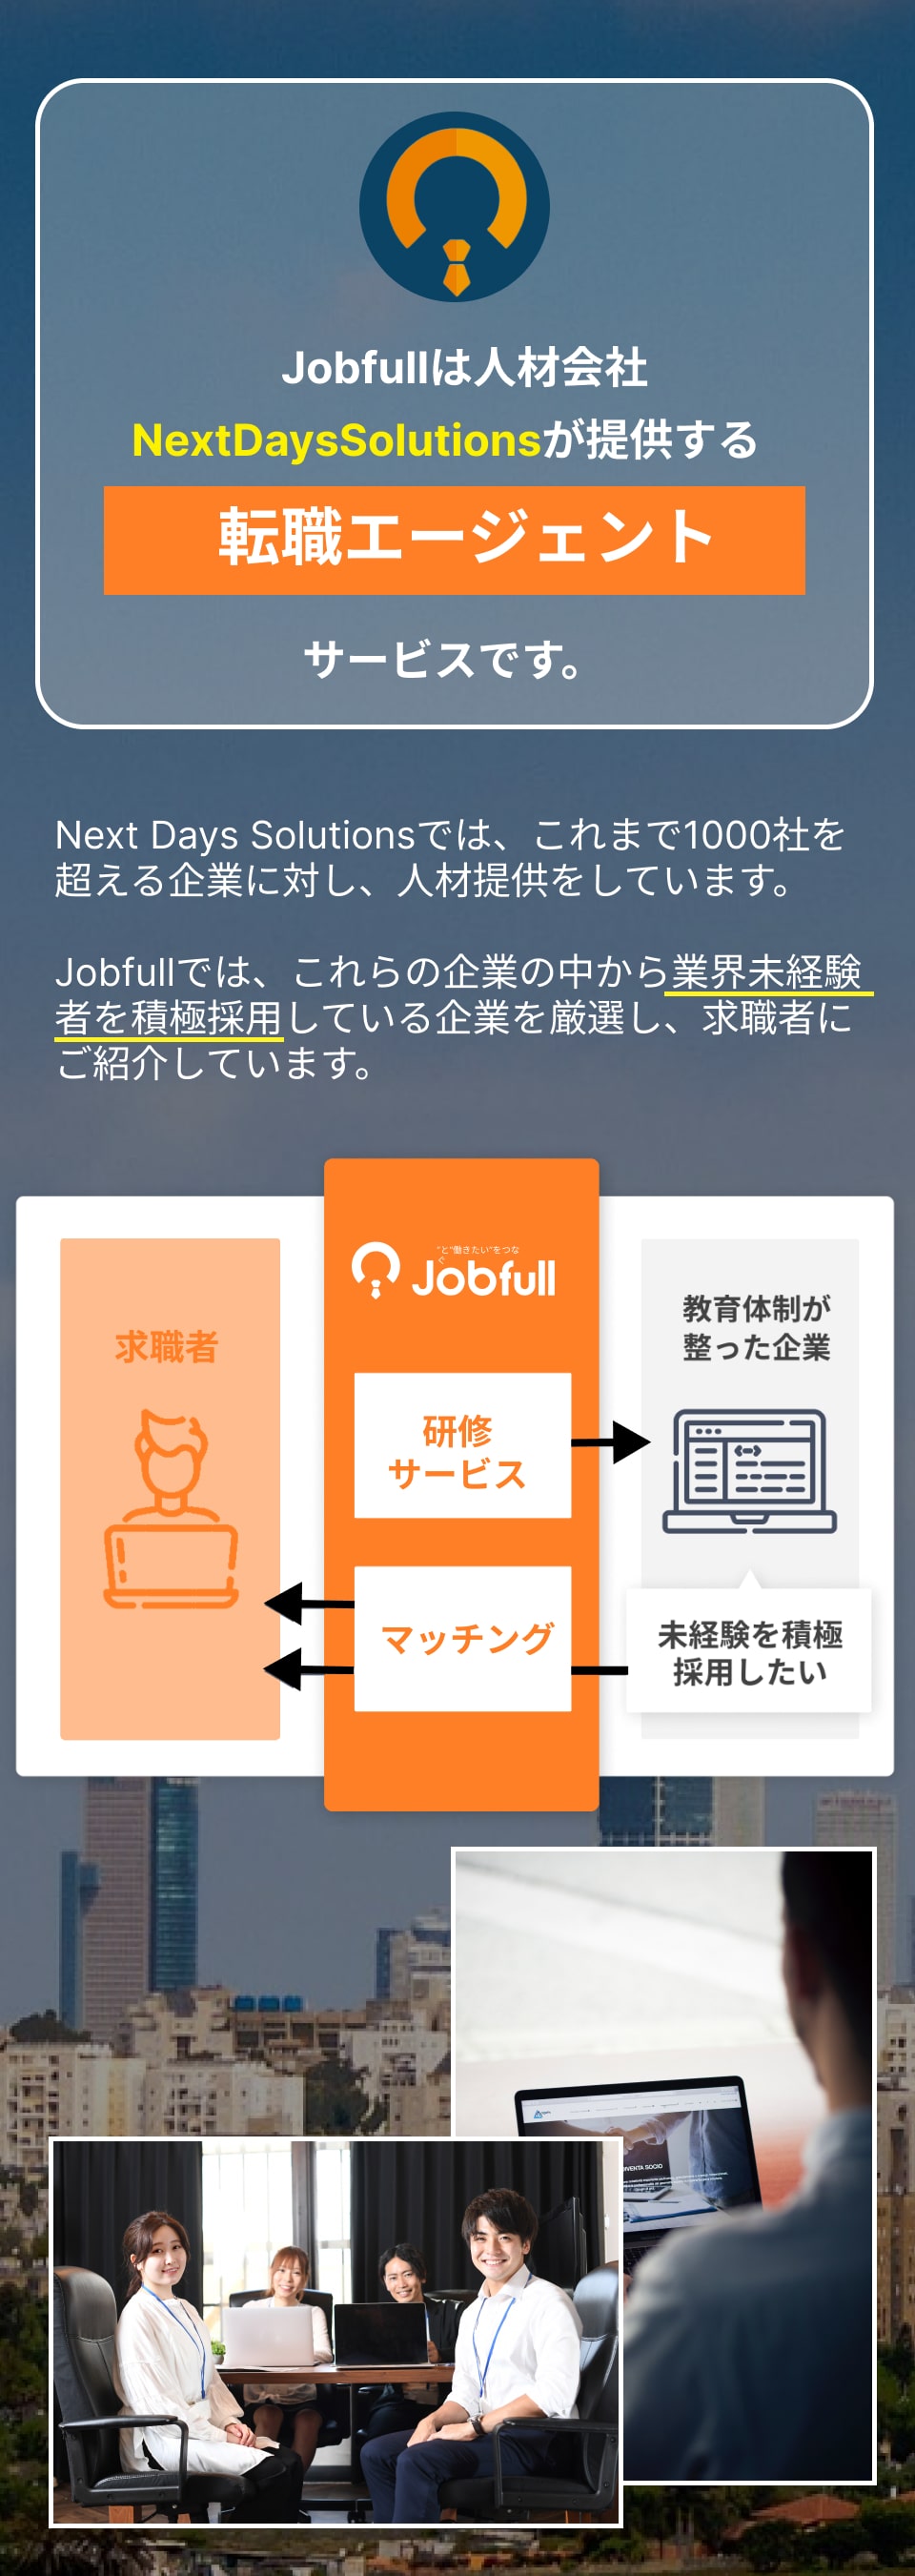 Jobfullは人材会社
NextDaysSolutionsが提供する
転職エージェント
サービスです。
Next Days Solutionsでは、これまで1000社を
超える企業に対し、人材提供をしています。
Jobfullでは、これらの企業の中から業界未経験
者を積極採用している企業を厳選し、求職者に
ご紹介しています。
求職者
"と"働きたい"をつな
ぐ
Jobfull
研修
サービス
マッチング
教育体制が
整った企業
未経験を積極
採用したい